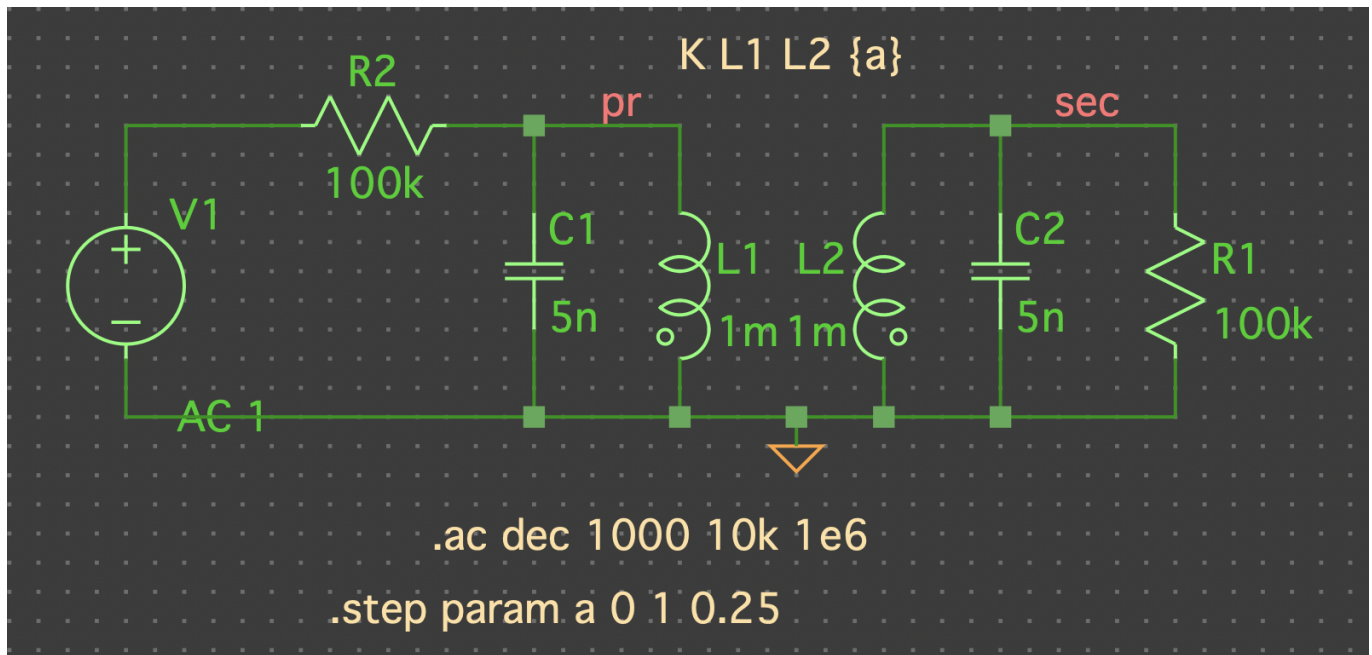 K L1 L2 {a}
R2
pr
sec
100k
V1
C1
C2
L1
L2
R1
5n
1m
1m
5n
100k
AC 1
.ac dec 1000 10k 1e6
.step param a 0 1 0.25